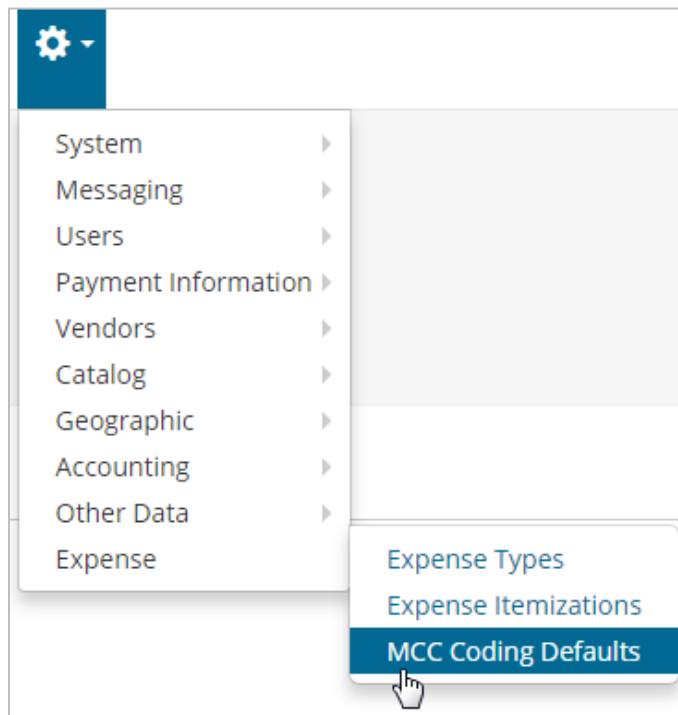 System
Messaging
Users
Payment Information
Vendors
Catalog
Geographic
Accounting
Other Data
Expense
Expense Types
Expense Itemizations
MCC Coding Defaults